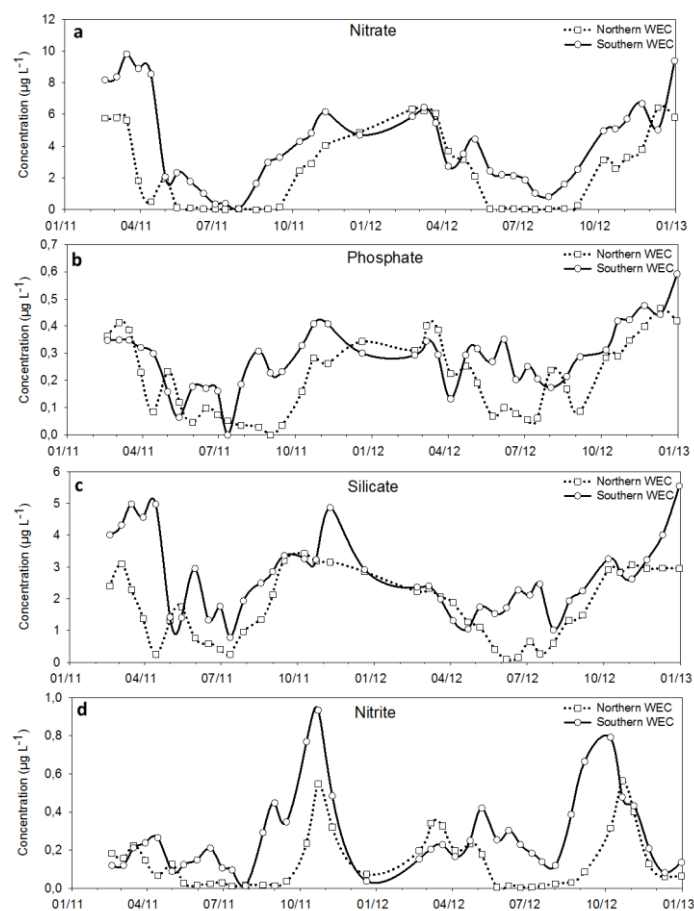 a
Nitrate
Northern WEC
Southern WEC
Concentration (µg L⁻¹)
12
10
8
6
4
2
0
01/11 04/11 07/11 10/11 01/12 04/12 07/12 10/12 01/13
b
Phosphate
Northern WEC
Southern WEC
Concentration (µg L⁻¹)
0,7
0,6
0,5
0,4
0,3
0,2
0,1
0,0
01/11 04/11 07/11 10/11 01/12 04/12 07/12 10/12 01/13
c
Silicate
Northern WEC
Southern WEC
Concentration (µg L⁻¹)
6
5
4
3
2
1
0
01/11 04/11 07/11 10/11 01/12 04/12 07/12 10/12 01/13
d
Nitrite
Northern WEC
Southern WEC
Concentration (µg L⁻¹)
1,0
0,8
0,6
0,4
0,2
0,0
01/11 04/11 07/11 10/11 01/12 04/12 07/12 10/12 01/13